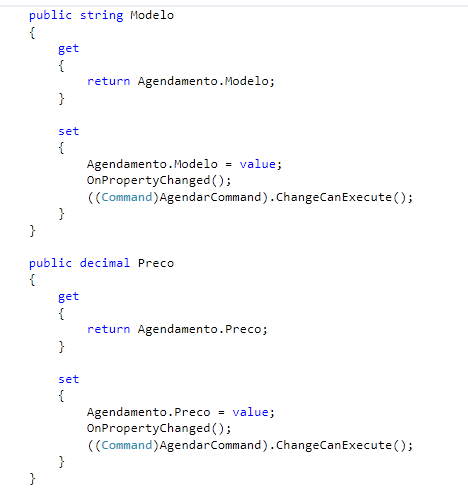 public string Modelo
{
get
{
return Agendamento.Modelo;
}
set
{
Agendamento.Modelo = value;
OnPropertyChanged();
((Command)AgendarCommand).ChangeCanExecute();
}
}
public decimal Preco
{
get
{
return Agendamento.Preco;
}
set
{
Agendamento.Preco = value;
OnPropertyChanged();
((Command)AgendarCommand).ChangeCanExecute();
}
}